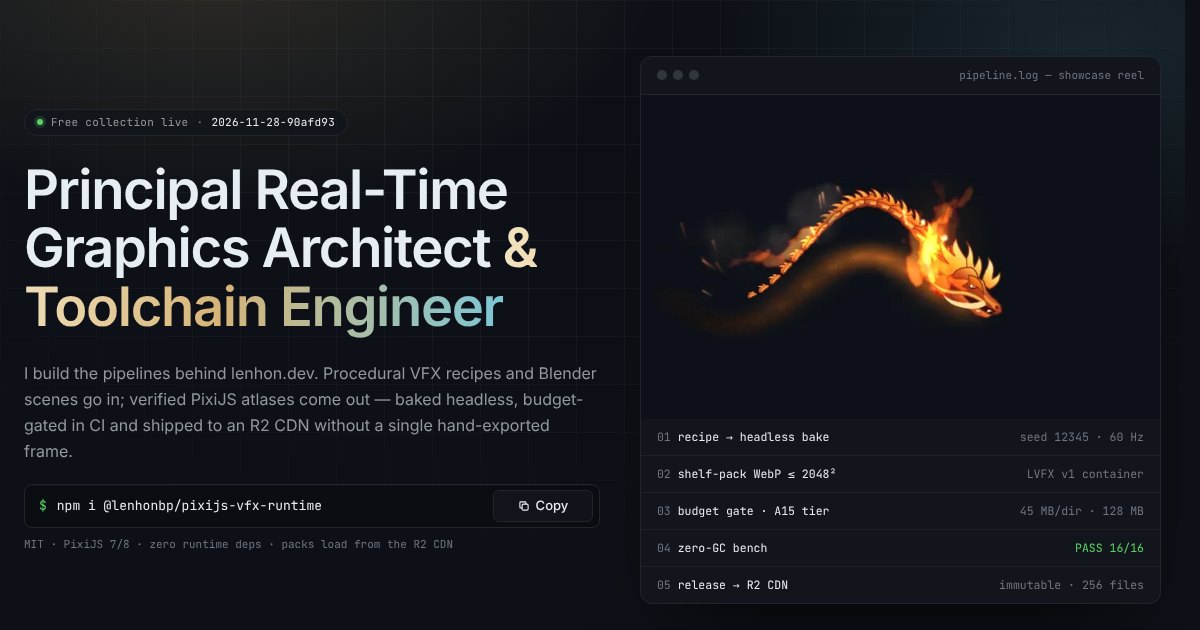 Free collection live · 2026-11-28-90afd93
Principal Real-Time
Graphics Architect &
Toolchain Engineer
I build the pipelines behind lenhon.dev. Procedural VFX recipes and Blender
scenes go in; verified PixiJS atlases come out — baked headless, budget-
gated in CI and shipped to an R2 CDN without a single hand-exported
frame.
$ npm i @lenhonbp/pixijs-vfx-runtime
Copy
MIT · PixiJS 7/8 · zero runtime deps · packs load from the R2 CDN
pipeline.log — showcase reel
01 recipe → headless bake seed 12345 · 60 Hz
02 shelf-pack WebP ≤ 2048² LVFX v1 container
03 budget gate · A15 tier 45 MB/dir · 128 MB
04 zero-GC bench PASS 16/16
05 release → R2 CDN immutable · 256 files